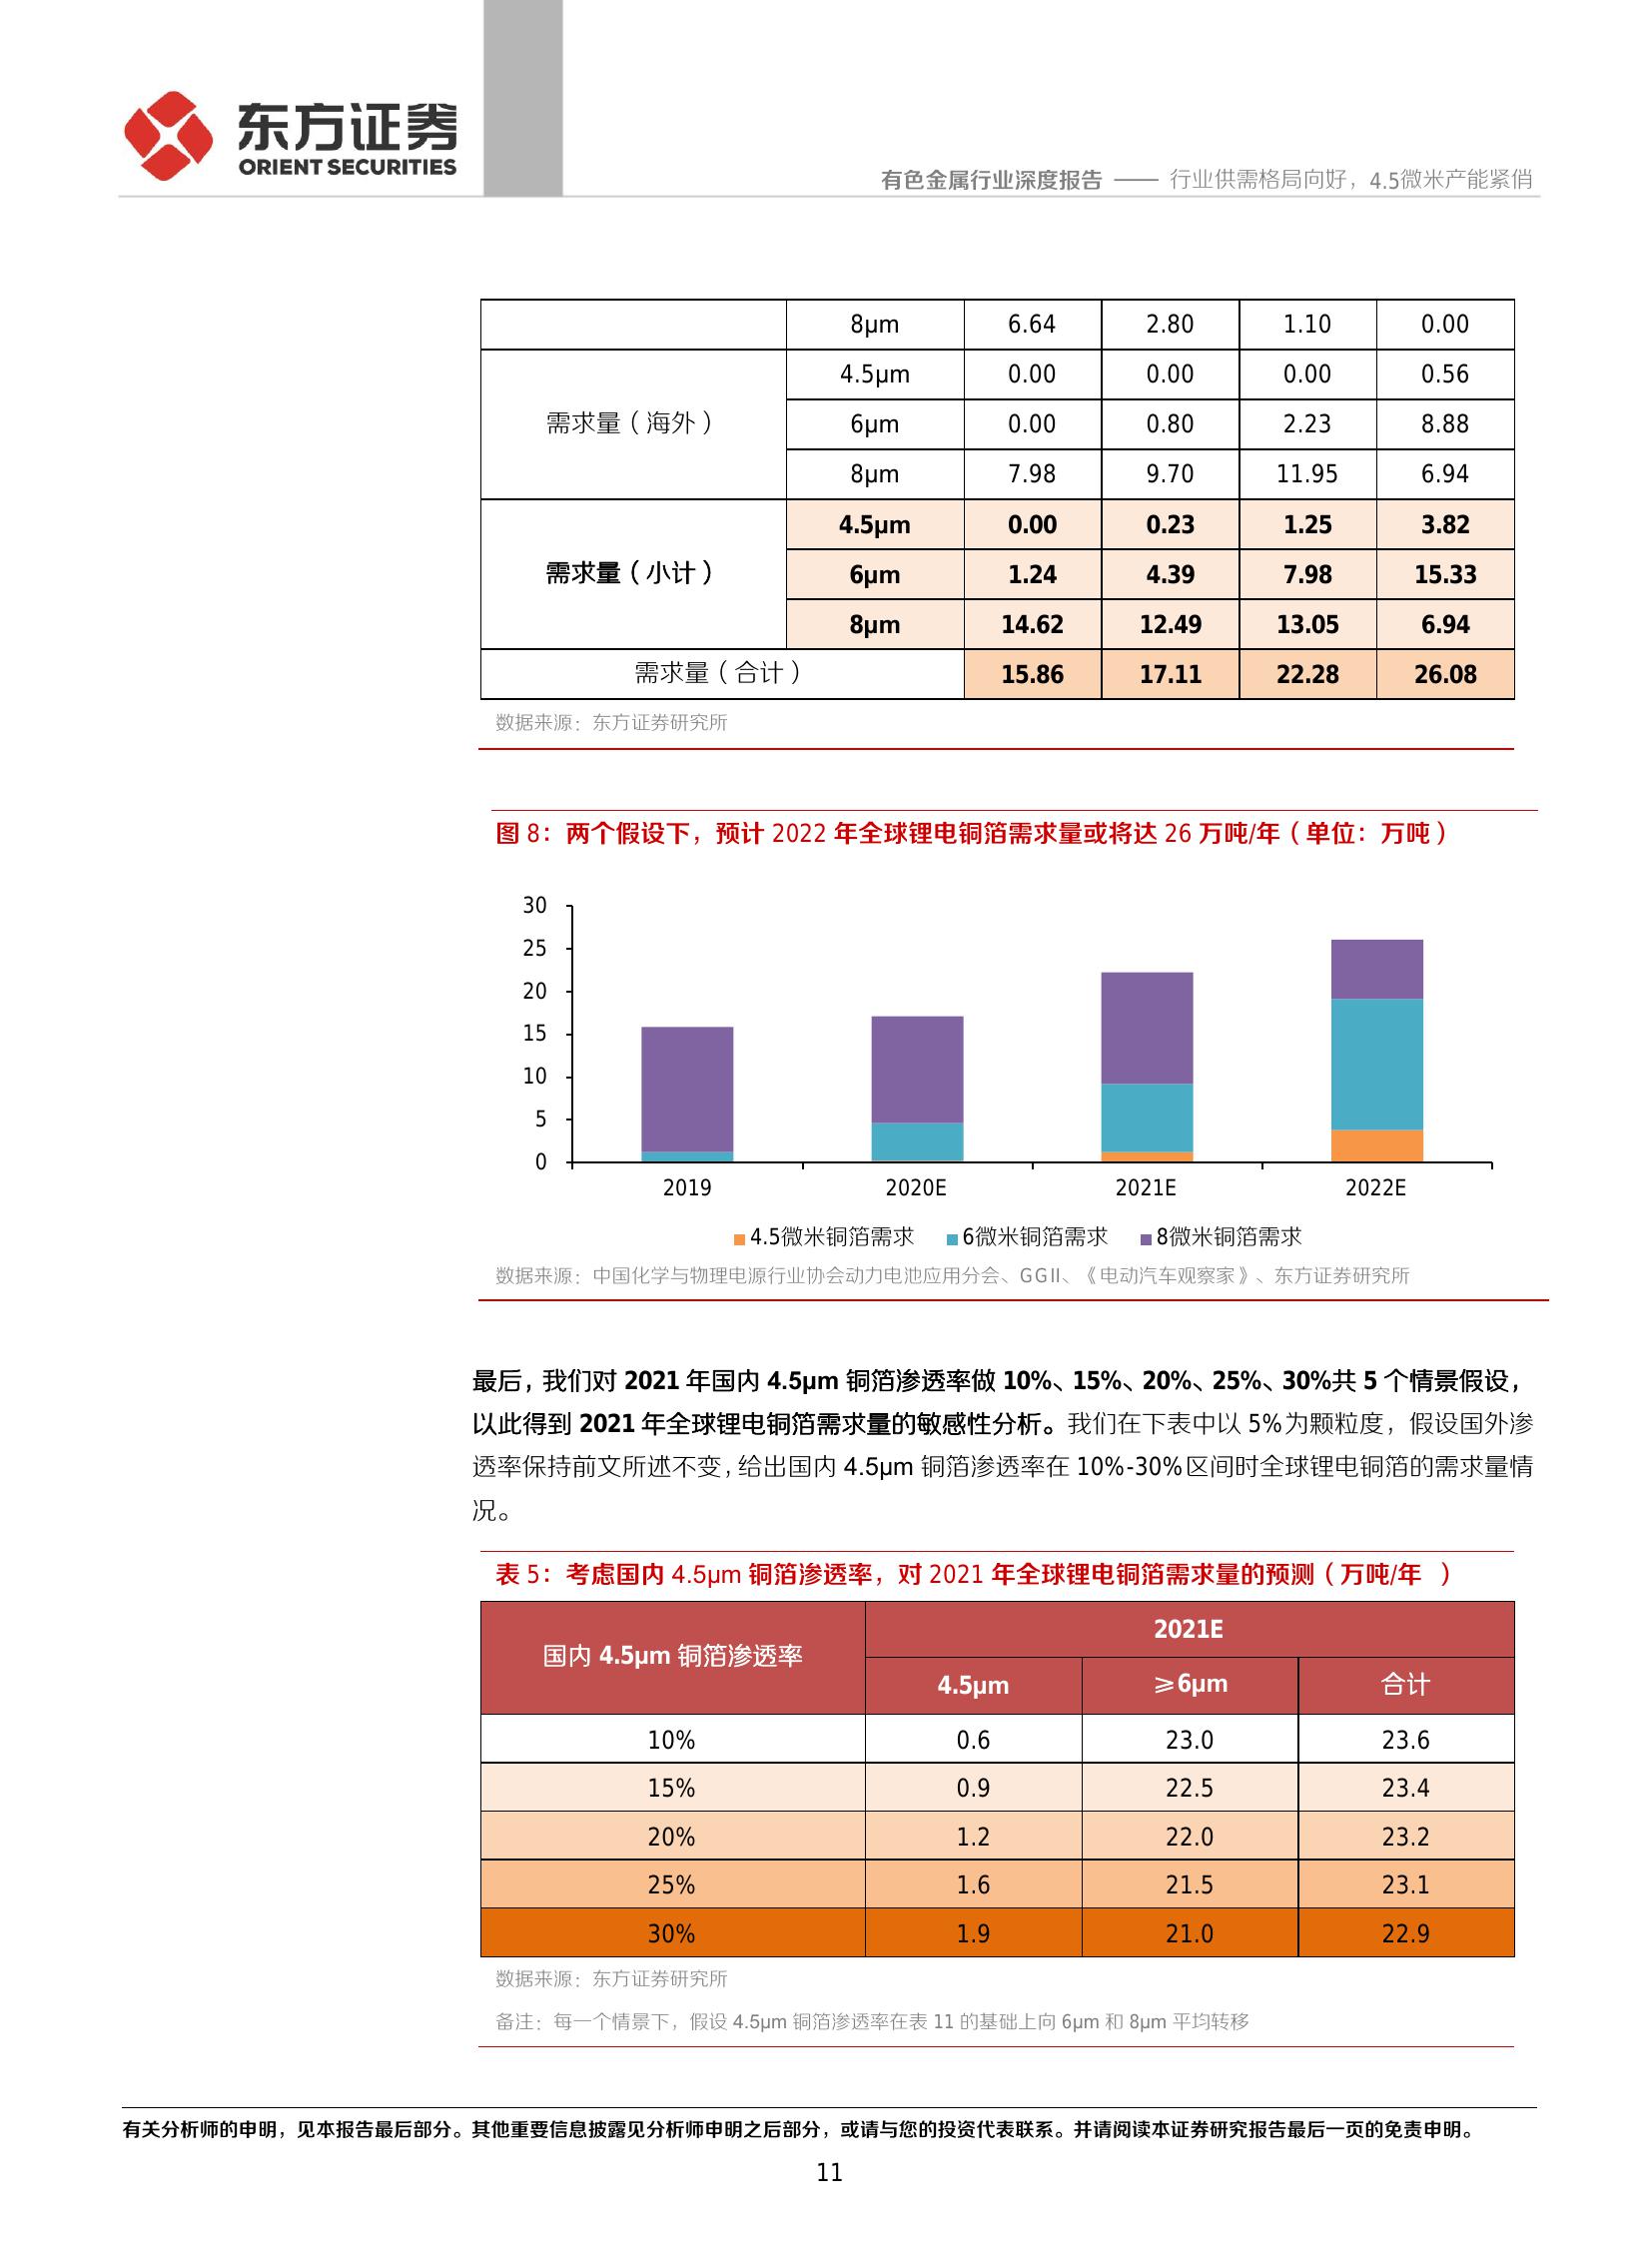 东方证券
ORIENT SECURITIES
有色金属行业深度报告 —— 行业供需格局向好，4.5微米产能紧俏
8μm 6.64 2.80 1.10 0.00
需求量（海外） 4.5μm 0.00 0.00 0.00 0.56
6μm 0.00 0.80 2.23 8.88
8μm 7.98 9.70 11.95 6.94
需求量（小计） 4.5μm 0.00 0.23 1.25 3.82
6μm 1.24 4.39 7.98 15.33
8μm 14.62 12.49 13.05 6.94
需求量（合计） 15.86 17.11 22.28 26.08
数据来源：东方证券研究所
图 8：两个假设下，预计 2022 年全球锂电铜箔需求量或将达 26 万吨/年（单位：万吨）
30
25
20
15
10
5
0
2019 2020E 2021E 2022E
4.5微米铜箔需求 6微米铜箔需求 8微米铜箔需求
数据来源：中国化学与物理电源行业协会动力电池应用分会、GGII、《电动汽车观察家》、东方证券研究所
最后，我们对 2021 年国内 4.5μm 铜箔渗透率做 10%、15%、20%、25%、30%共 5 个情景假设，
以此得到 2021 年全球锂电铜箔需求量的敏感性分析。我们在下表中以 5%为颗粒度，假设国外渗
透率保持前文所述不变，给出国内 4.5μm 铜箔渗透率在 10%-30%区间时全球锂电铜箔的需求量情
况。
表 5：考虑国内 4.5μm 铜箔渗透率，对 2021 年全球锂电铜箔需求量的预测（万吨/年 ）
国内 4.5μm 铜箔渗透率 2021E
4.5μm ≥6μm 合计
10% 0.6 23.0 23.6
15% 0.9 22.5 23.4
20% 1.2 22.0 23.2
25% 1.6 21.5 23.1
30% 1.9 21.0 22.9
数据来源：东方证券研究所
备注：每一个情景下，假设 4.5μm 铜箔渗透率在表 11 的基础上向 6μm 和 8μm 平均转移
有关分析师的申明，见本报告最后部分。其他重要信息披露见分析师申明之后部分，或请与您的投资代表联系。并请阅读本证券研究报告最后一页的免责申明。
11